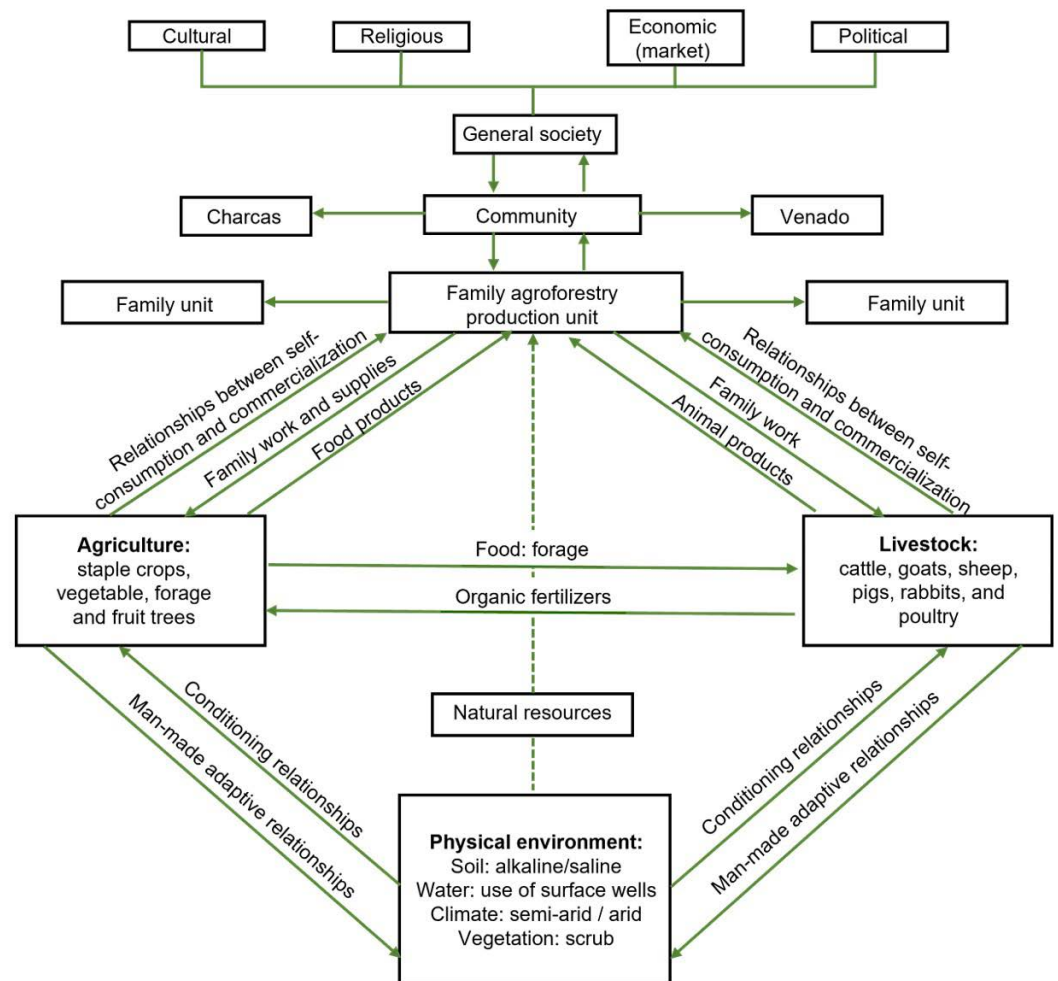 Cultural
Religious
Economic
(market)
Political
General society
Charcas
Community
Venado
Family unit
Family agroforestry
production unit
Family unit
Relationships between self-
consumption and commercialization
Family work and supplies
Food products
Animal products
Family work
Relationships between self-
consumption and commercialization
Agriculture:
staple crops,
vegetable, forage
and fruit trees
Food: forage
Organic fertilizers
Livestock:
cattle, goats, sheep,
pigs, rabbits, and
poultry
Man-made adaptive relationships
Conditioning relationships
Natural resources
Conditioning relationships
Man-made adaptive relationships
Physical environment:
Soil: alkaline/saline
Water: use of surface wells
Climate: semi-arid / arid
Vegetation: scrub